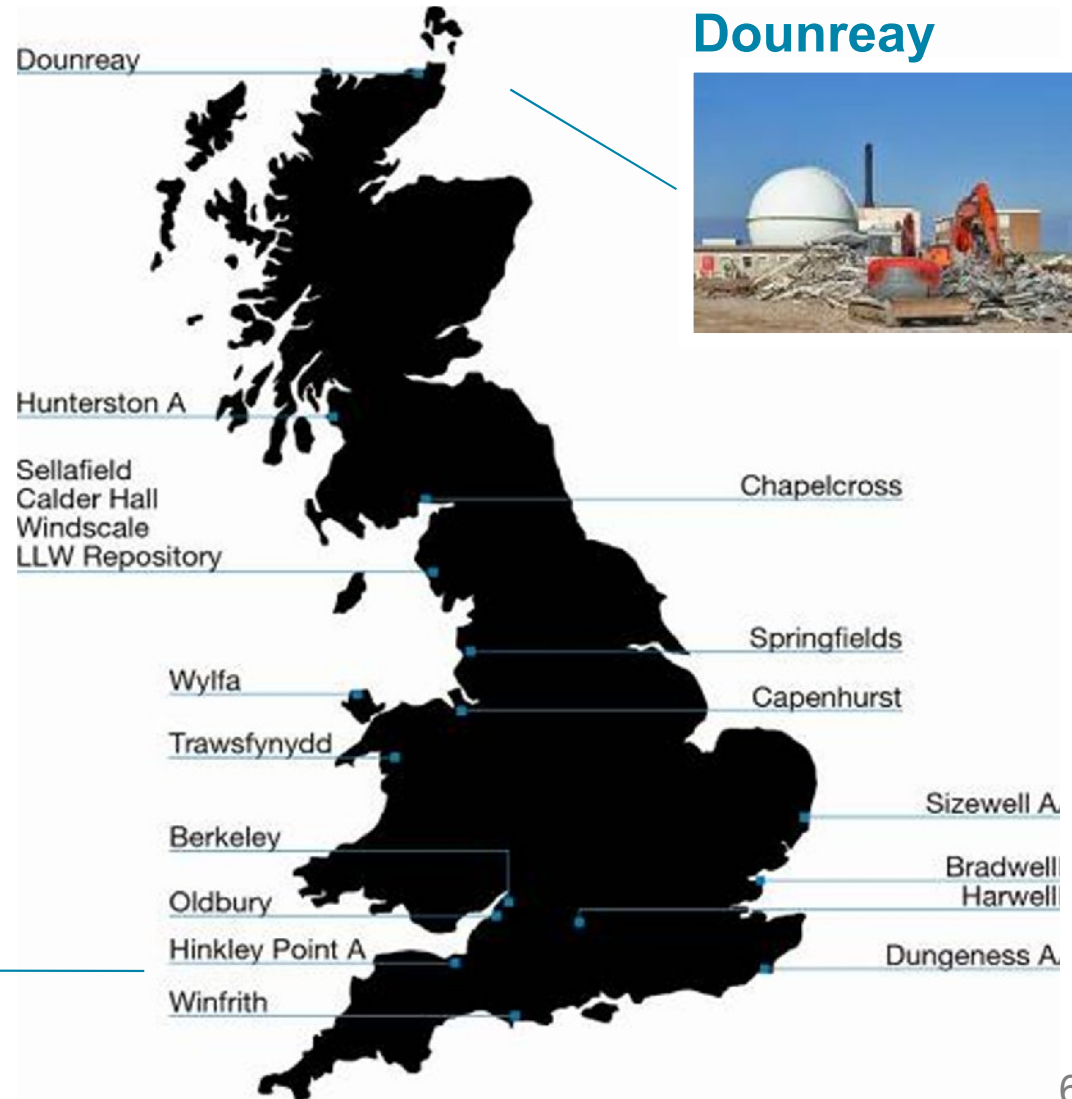 Dounreay
Dounreay
Hunterston A
Sellafield
Calder Hall
Windscale
LLW Repository
Chapelcross
Springfields
Wylfa
Capenhurst
Trawsfynydd
Sizewell A
Berkeley
Bradwell
Harwell
Oldbury
Hinkley Point A
Dungeness A
Winfrith
6